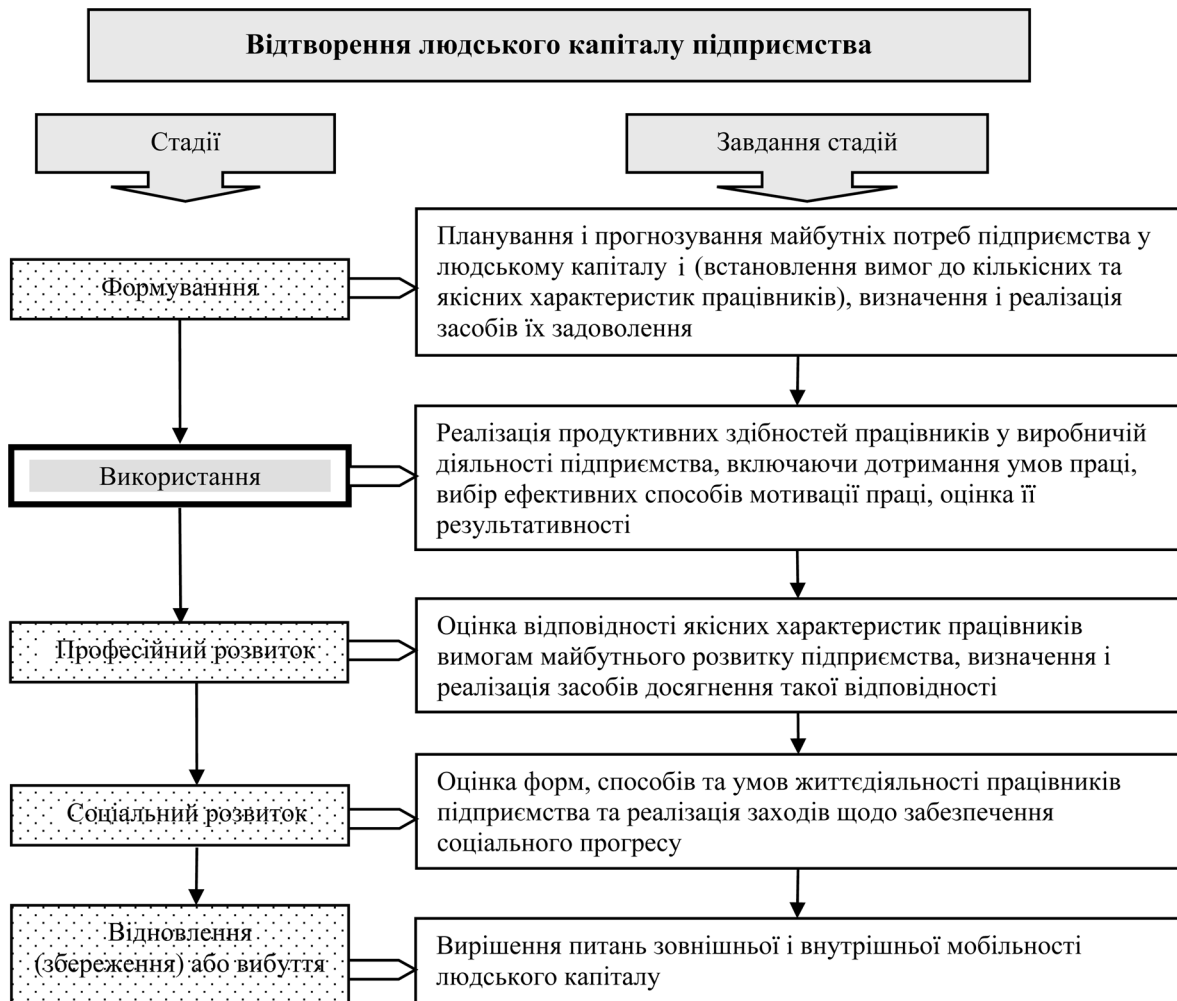 Відтворення людського капіталу підприємства
Стадії
Завдання стадій
Формуванння
Планування і прогнозування майбутніх потреб підприємства у
людському капіталу і (встановлення вимог до кількісних та
якісних характеристик працівників), визначення і реалізація
засобів їх задоволення
Використання
Реалізація продуктивних здібностей працівників у виробничій
діяльності підприємства, включаючи дотримання умов праці,
вибір ефективних способів мотивації праці, оцінка її
результативності
Професійний розвиток
Оцінка відповідності якісних характеристик працівників
вимогам майбутнього розвитку підприємства, визначення і
реалізація засобів досягнення такої відповідності
Соціальний розвиток
Оцінка форм, способів та умов життєдіяльності працівників
підприємства та реалізація заходів щодо забезпечення
соціального прогресу
Відновлення
(збереження) або вибуття
Вирішення питань зовнішньої і внутрішньої мобільності
людського капіталу